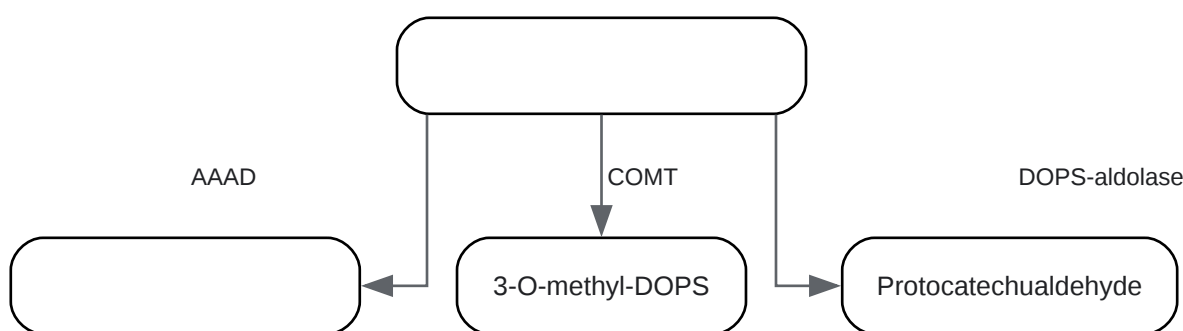 AAAD
COMT
DOPS-aldolase
3-O-methyl-DOPS
Protocatechualdehyde